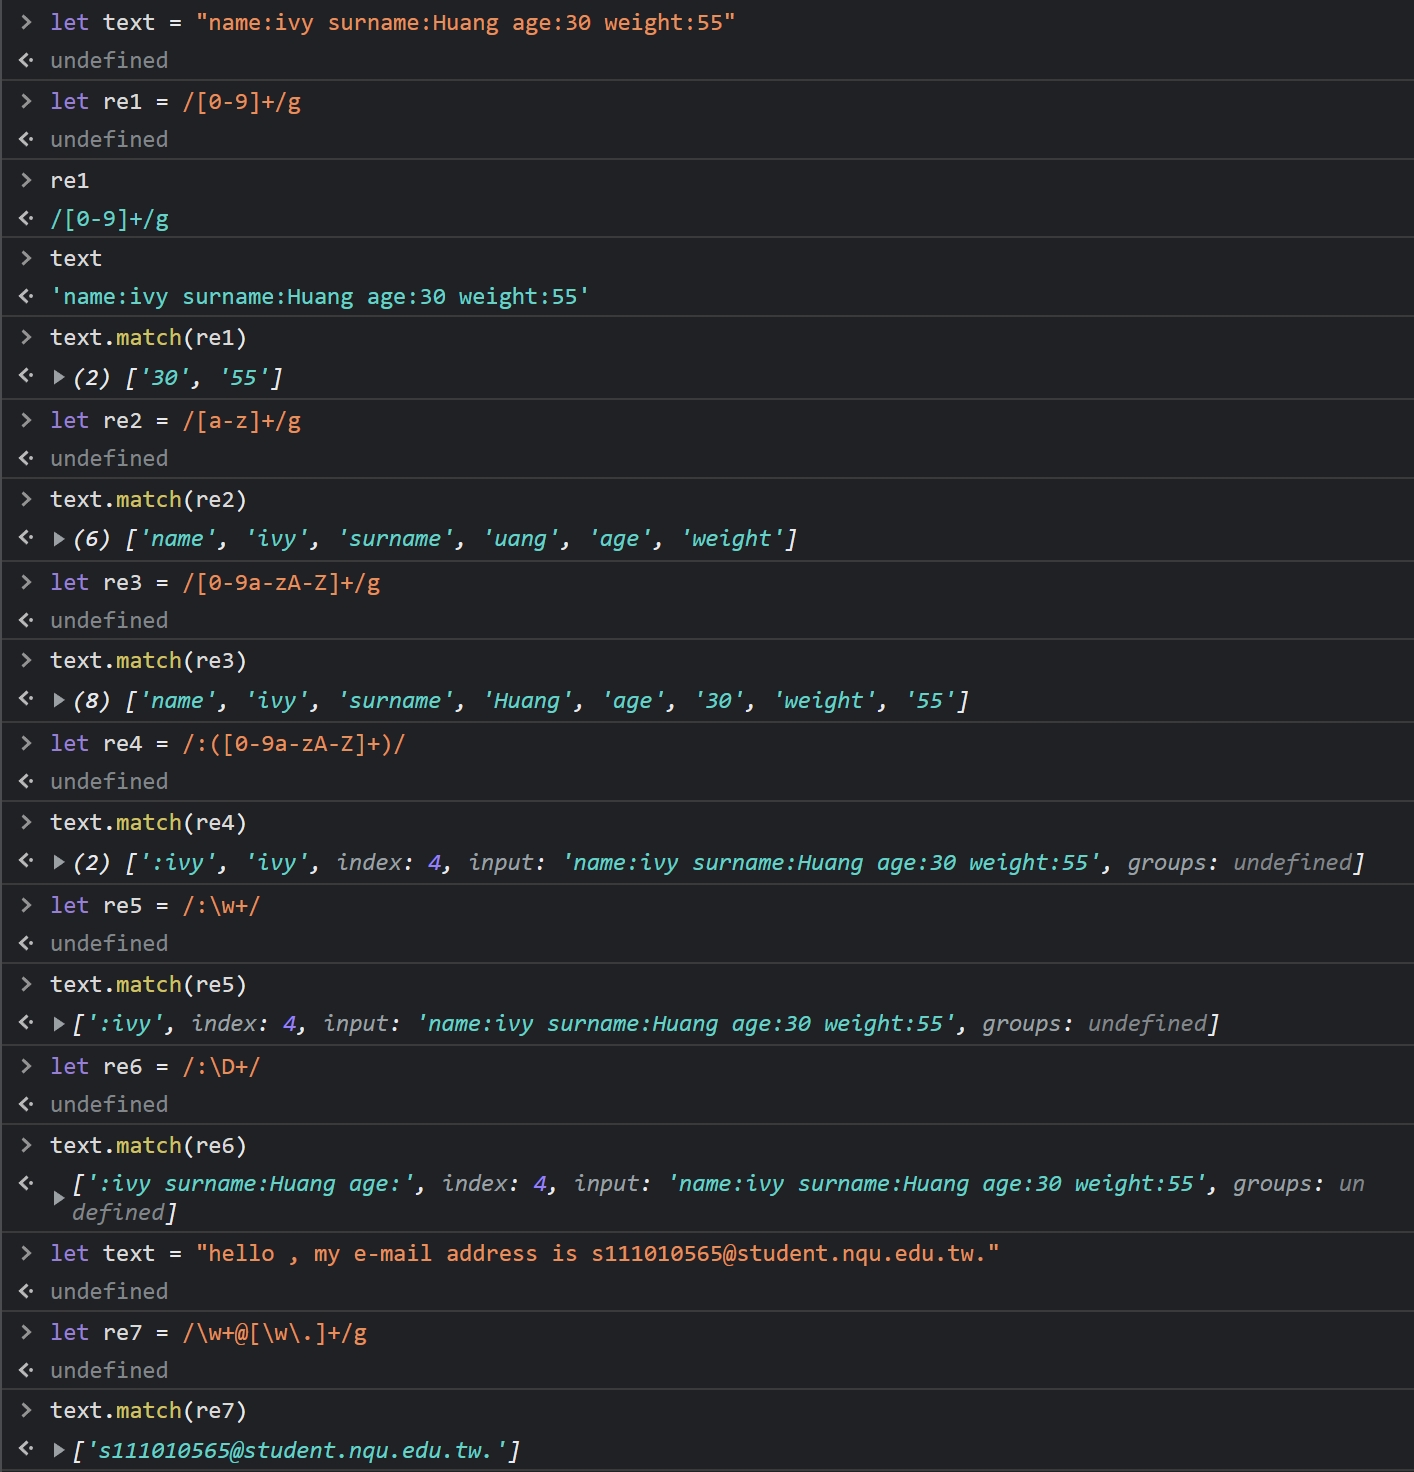 let text = "name:ivy surname:Huang age:30 weight:55"
undefined
let re1 = /[0-9]+/g
undefined
re1
/[0-9]+/g
text
'name:ivy surname:Huang age:30 weight:55'
text.match(re1)
(2) ['30', '55']
let re2 = /[a-z]+/g
undefined
text.match(re2)
(6) ['name', 'ivy', 'surname', 'uang', 'age', 'weight']
let re3 = /[0-9a-zA-Z]+/g
undefined
text.match(re3)
(8) ['name', 'ivy', 'surname', 'Huang', 'age', '30', 'weight', '55']
let re4 = /:([0-9a-zA-Z]+)/
undefined
text.match(re4)
(2) [':ivy', 'ivy', index: 4, input: 'name:ivy surname:Huang age:30 weight:55', groups: undefined]
let re5 = /:\w+/
undefined
text.match(re5)
[':ivy', index: 4, input: 'name:ivy surname:Huang age:30 weight:55', groups: undefined]
let re6 = /:\D+/
undefined
text.match(re6)
[':ivy surname:Huang age:', index: 4, input: 'name:ivy surname:Huang age:30 weight:55', groups: un
defined]
let text = "hello , my e-mail address is s111010565@student.nqu.edu.tw."
undefined
let re7 = /\w+@[\w\.]+/g
undefined
text.match(re7)
['s111010565@student.nqu.edu.tw.']